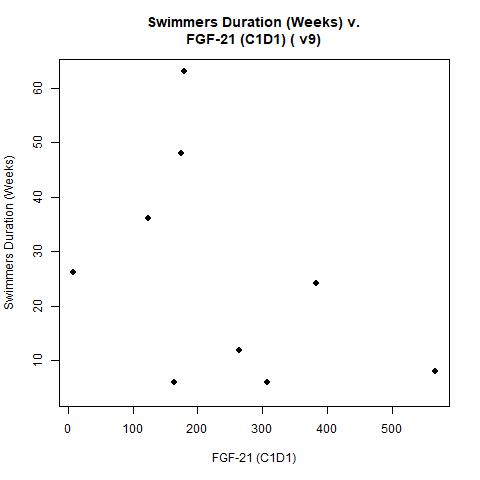 Swimmers Duration (Weeks) v.
FGF-21 (C1D1) ( v9)
Swimmers Duration (Weeks)
60
50
40
30
20
10
0 100 200 300 400 500
FGF-21 (C1D1)